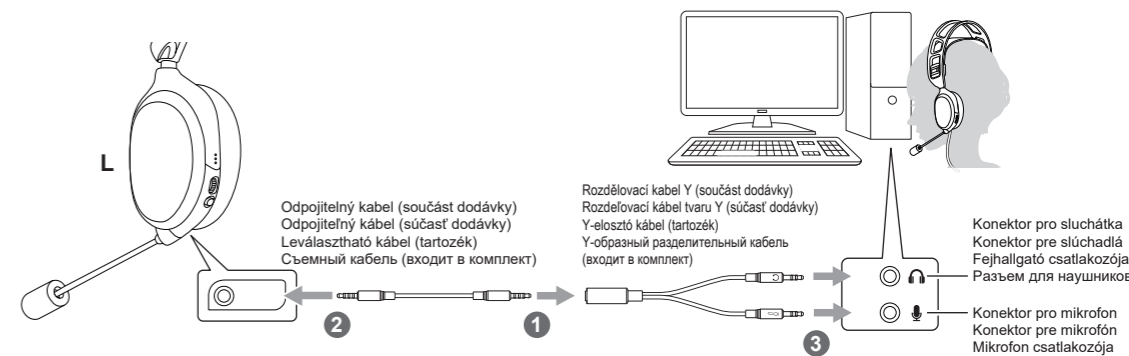 L
Odpojitelný kabel (součást dodávky)
Odpojiteľný kábel (súčasť dodávky)
Leválasztható kábel (tartozék)
Съемный кабель (входит в комплект)
2
1
Rozdělovací kabel Y (součást dodávky)
Rozdeľovací kábel tvaru Y (súčasť dodávky)
Y-elosztó kábel (tartozék)
Y-образный разделительный кабель
(входит в комплект)
3
Konektor pro sluchátka
Konektor pre slúchadlá
Fejhallgató csatlakozója
Разъем для наушников
Konektor pro mikrofon
Konektor pre mikrofón
Mikrofon csatlakozója